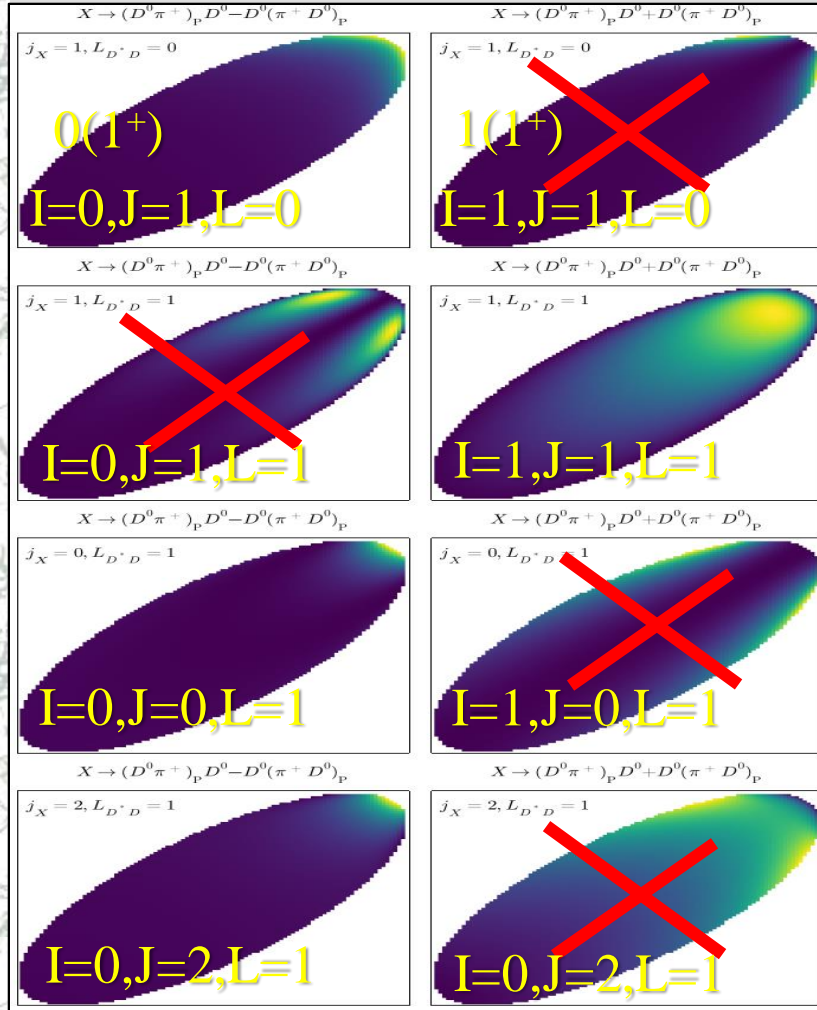 X → (D⁰π⁺)ₚD⁰−D⁰(π⁺D⁰)ₚ
j_X = 1, L_{D*D} = 0
0(1⁺)
I=0,J=1,L=0
X → (D⁰π⁺)ₚD⁰+D⁰(π⁺D⁰)ₚ
j_X = 1, L_{D*D} = 0
1(1⁺)
I=1,J=1,L=0
X → (D⁰π⁺)ₚD⁰−D⁰(π⁺D⁰)ₚ
j_X = 1, L_{D*D} = 1
I=0,J=1,L=1
X → (D⁰π⁺)ₚD⁰+D⁰(π⁺D⁰)ₚ
j_X = 1, L_{D*D} = 1
I=1,J=1,L=1
X → (D⁰π⁺)ₚD⁰−D⁰(π⁺D⁰)ₚ
j_X = 0, L_{D*D} = 1
I=0,J=0,L=1
X → (D⁰π⁺)ₚD⁰+D⁰(π⁺D⁰)ₚ
j_X = 0, L_{D*D} = 1
I=1,J=0,L=1
X → (D⁰π⁺)ₚD⁰−D⁰(π⁺D⁰)ₚ
j_X = 2, L_{D*D} = 1
I=0,J=2,L=1
X → (D⁰π⁺)ₚD⁰+D⁰(π⁺D⁰)ₚ
j_X = 2, L_{D*D} = 1
I=0,J=2,L=1